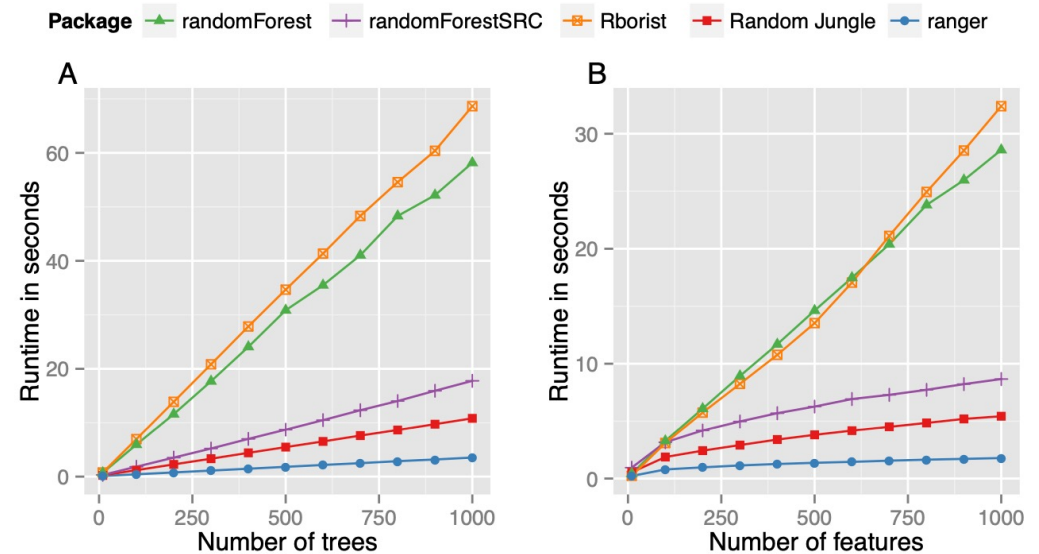 Package randomForest randomForestSRC Rborist Random Jungle ranger
A
60
40
20
0
Runtime in seconds
0 250 500 750 1000
Number of trees
B
30
20
10
0
Runtime in seconds
0 250 500 750 1000
Number of features